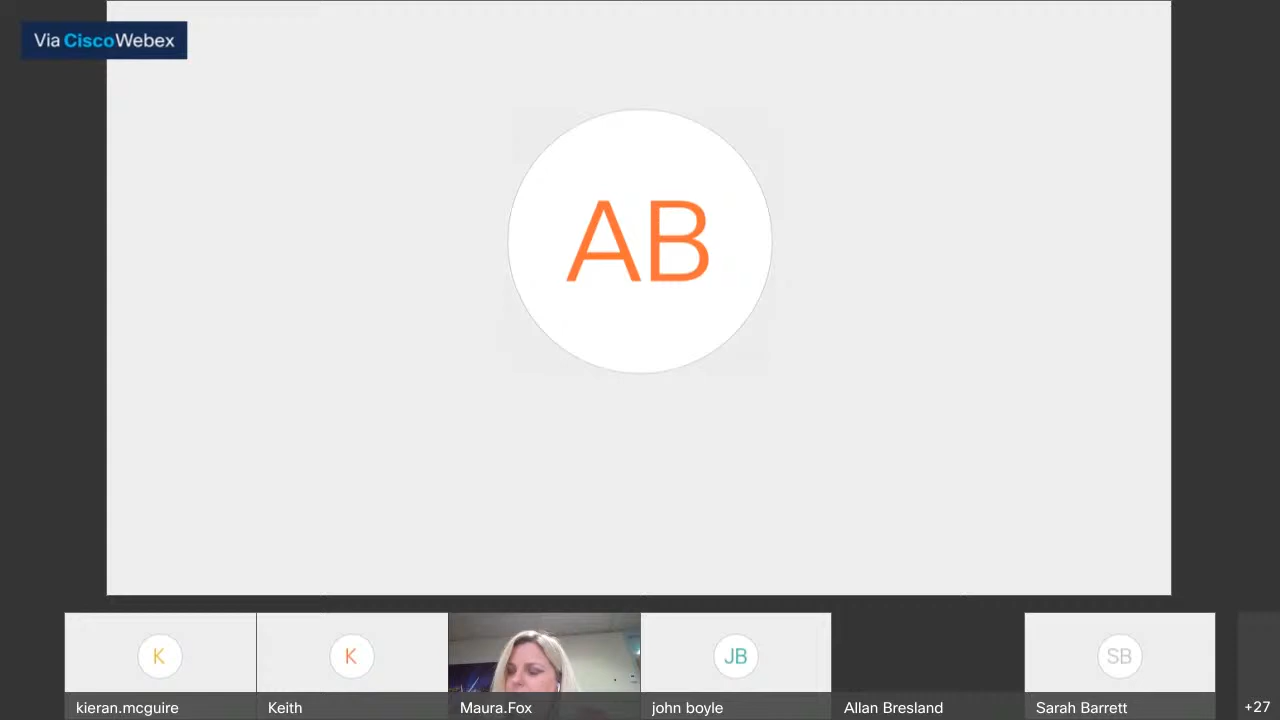 Via CiscoWebex
AB
K
K
JB
SB
kieran.mcguire
Keith
Maura.Fox
john boyle
Allan Bresland
Sarah Barrett
+27